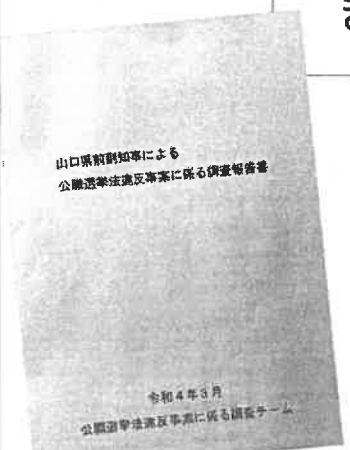 山口県前副知事による
公職選挙法違反事案に係る調査報告書
令和4年3月
公職選挙法違反事案に係る調査チーム